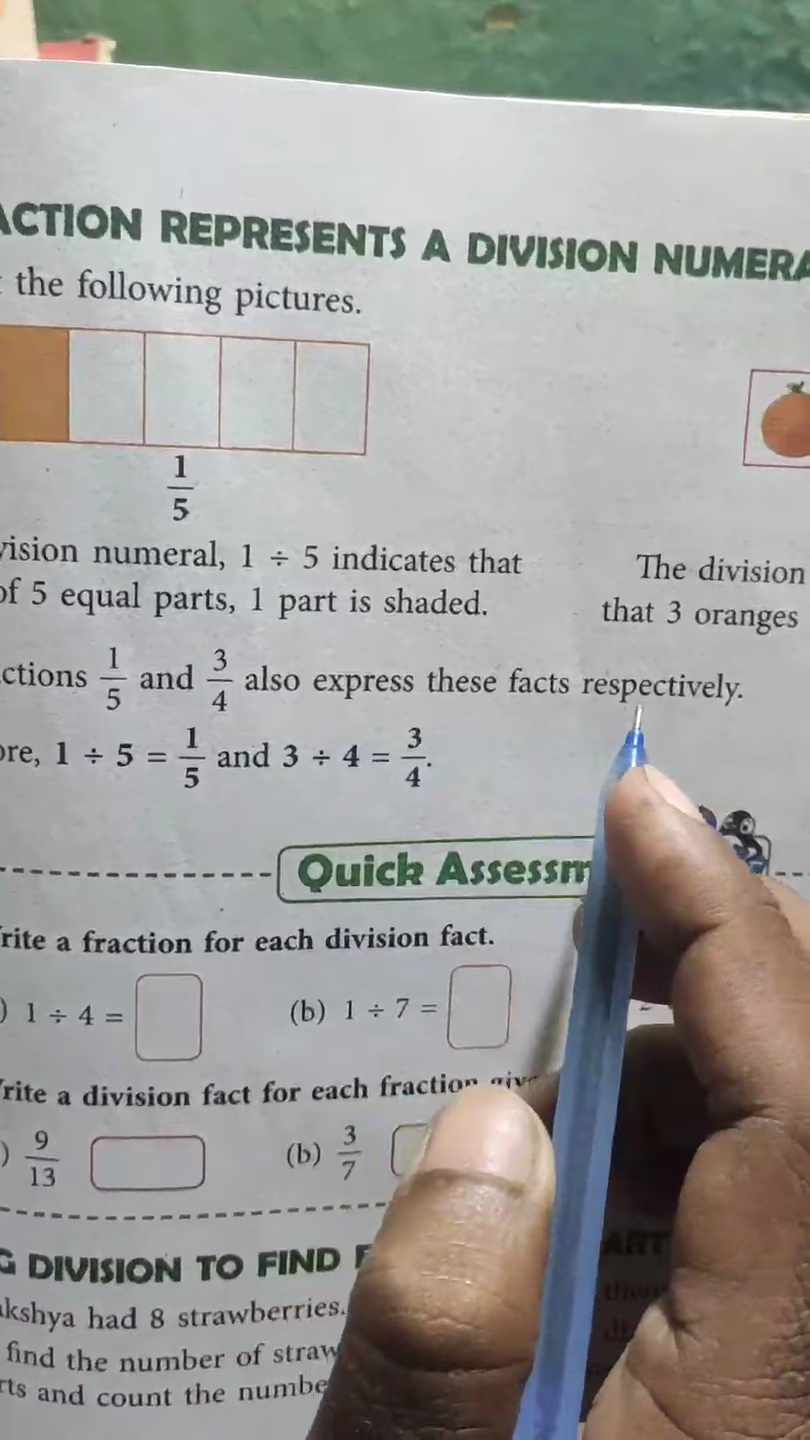 ACTION REPRESENTS A DIVISION NUMERA
the following pictures.
1/5
vision numeral, 1 ÷ 5 indicates that
of 5 equal parts, 1 part is shaded.
The division
that 3 oranges
ctions 1/5 and 3/4 also express these facts respectively.
ore, 1 ÷ 5 = 1/5 and 3 ÷ 4 = 3/4.
Quick Assessm
rite a fraction for each division fact.
) 1 ÷ 4 =
(b) 1 ÷ 7 =
rite a division fact for each fraction give
) 9/13
(b) 3/7
G DIVISION TO FIND
ART
akshya had 8 strawberries.
find the number of straw
rts and count the numbe